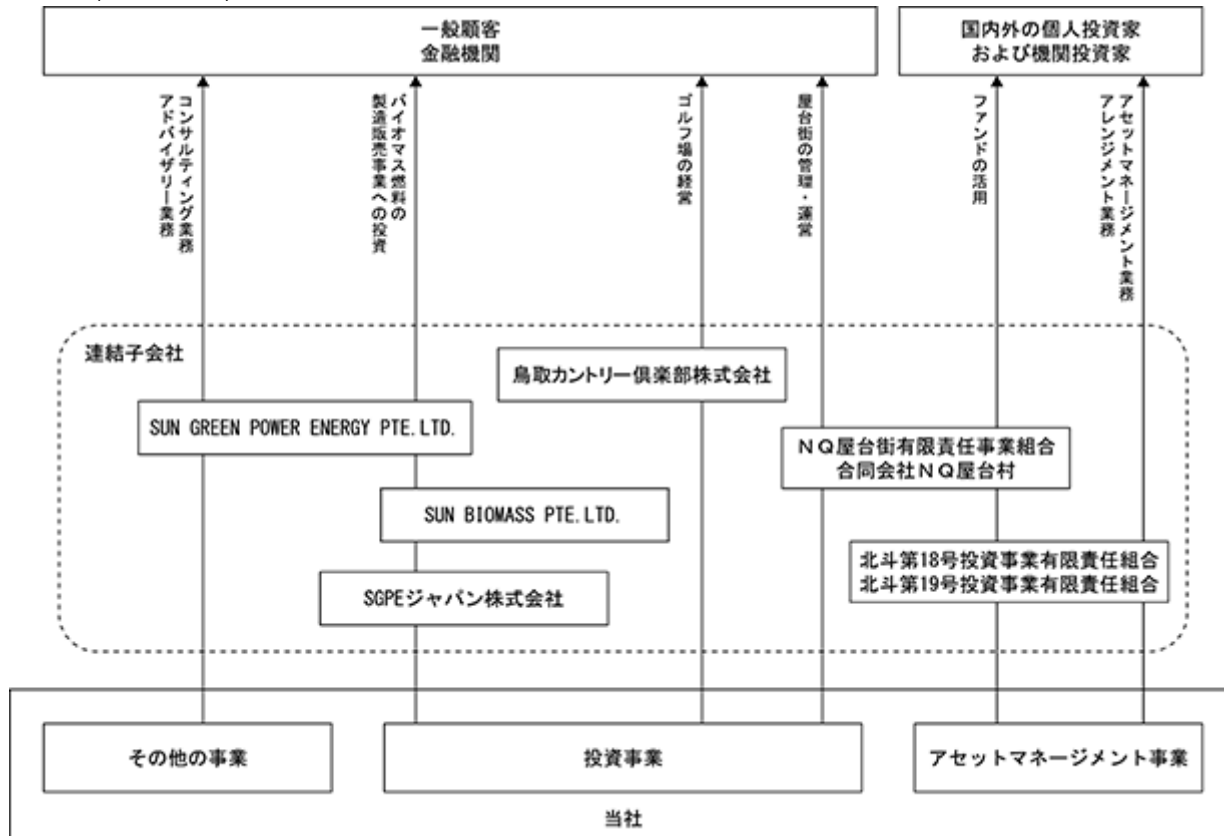 一般顧客
金融機関
国内外の個人投資家
および機関投資家
コンサルティング業務
アドバイザリー業務
バイオマス燃料の
製造販売事業への投資
ゴルフ場の経営
屋台街の管理・運営
ファンドの活用
アセットマネージメント業務
アレンジメント業務
連結子会社
鳥取カントリー倶楽部株式会社
SUN GREEN POWER ENERGY PTE.LTD.
NQ屋台街有限責任事業組合
合同会社NQ屋台村
SUN BIOMASS PTE.LTD.
北斗第18号投資事業有限責任組合
北斗第19号投資事業有限責任組合
SGPEジャパン株式会社
その他の事業
投資事業
アセットマネージメント事業
当社